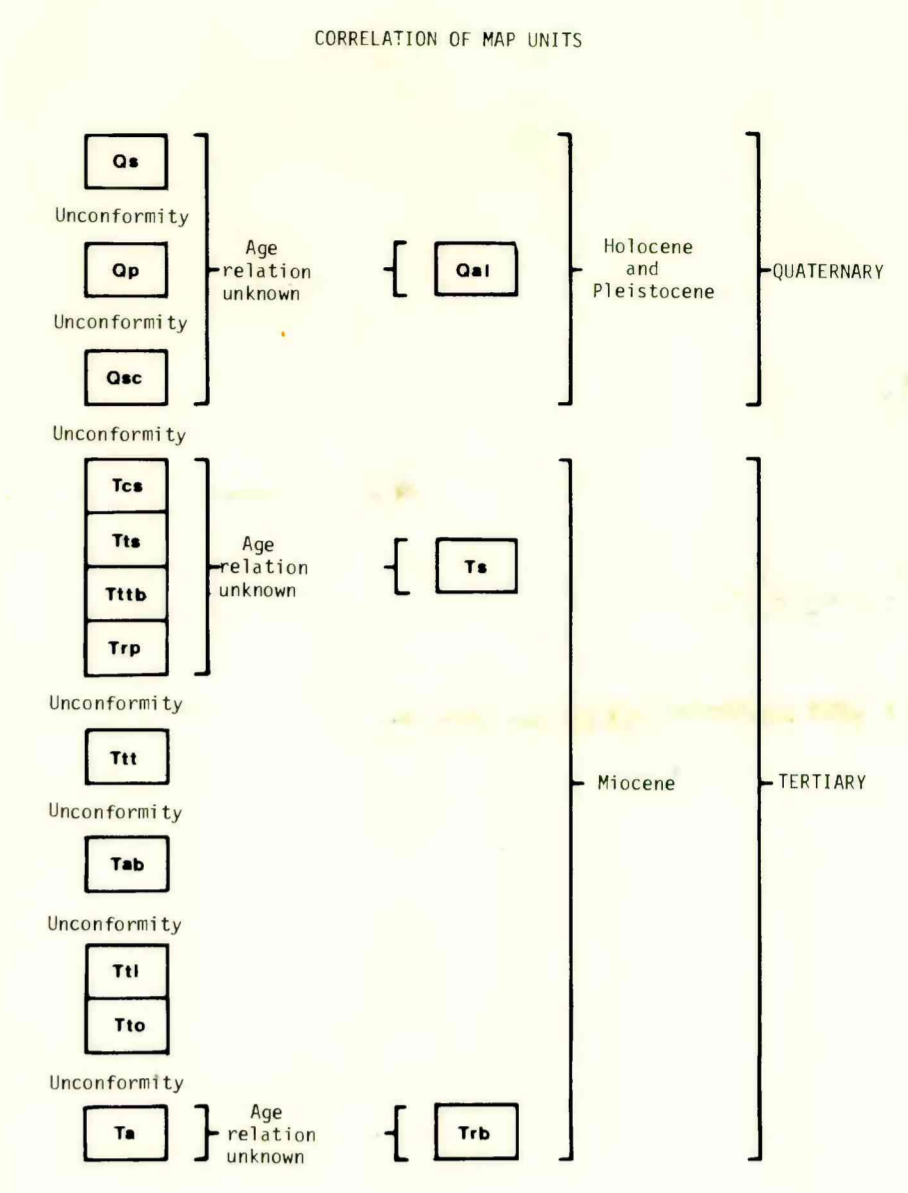 CORRELATION OF MAP UNITS
Qs
Unconformity
Qp
Age
relation
unknown
Qal
Holocene
and
Pleistocene
QUATERNARY
Unconformity
Qsc
Unconformity
Tcs
Tts
Tttb
Trp
Age
relation
unknown
Ts
Unconformity
Ttt
Miocene
TERTIARY
Unconformity
Tab
Unconformity
Ttl
Tto
Unconformity
Ta
Age
relation
unknown
Trb